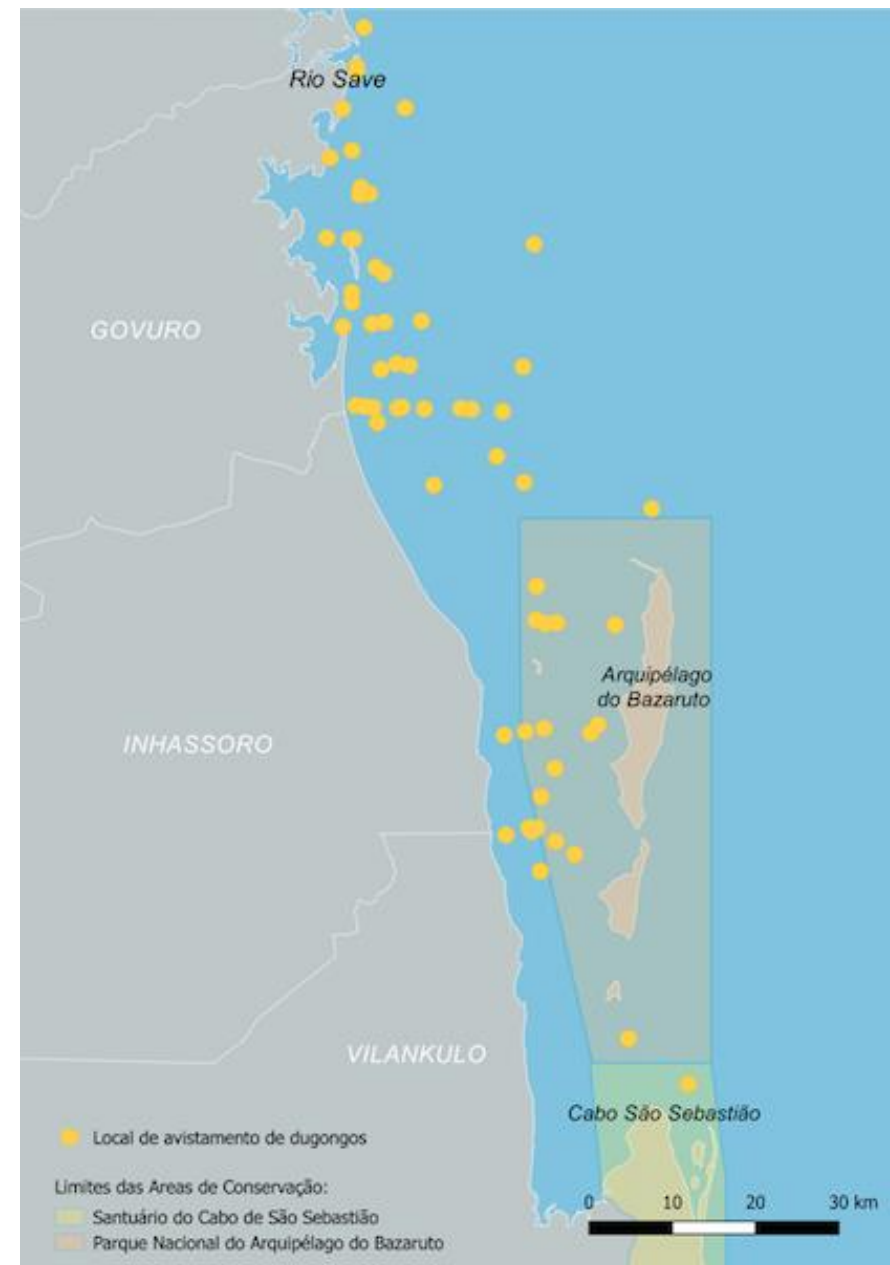 Rio Save
GOVURO
Arquipélago
do Bazaruto
INHASSORO
VILANKULO
Cabo São Sebastião
Local de avistamento de dugongos
Limites das Areas de Conservação:
Santuário do Cabo de São Sebastião
Parque Nacional do Arquipélago do Bazaruto
0 10 20 30 km